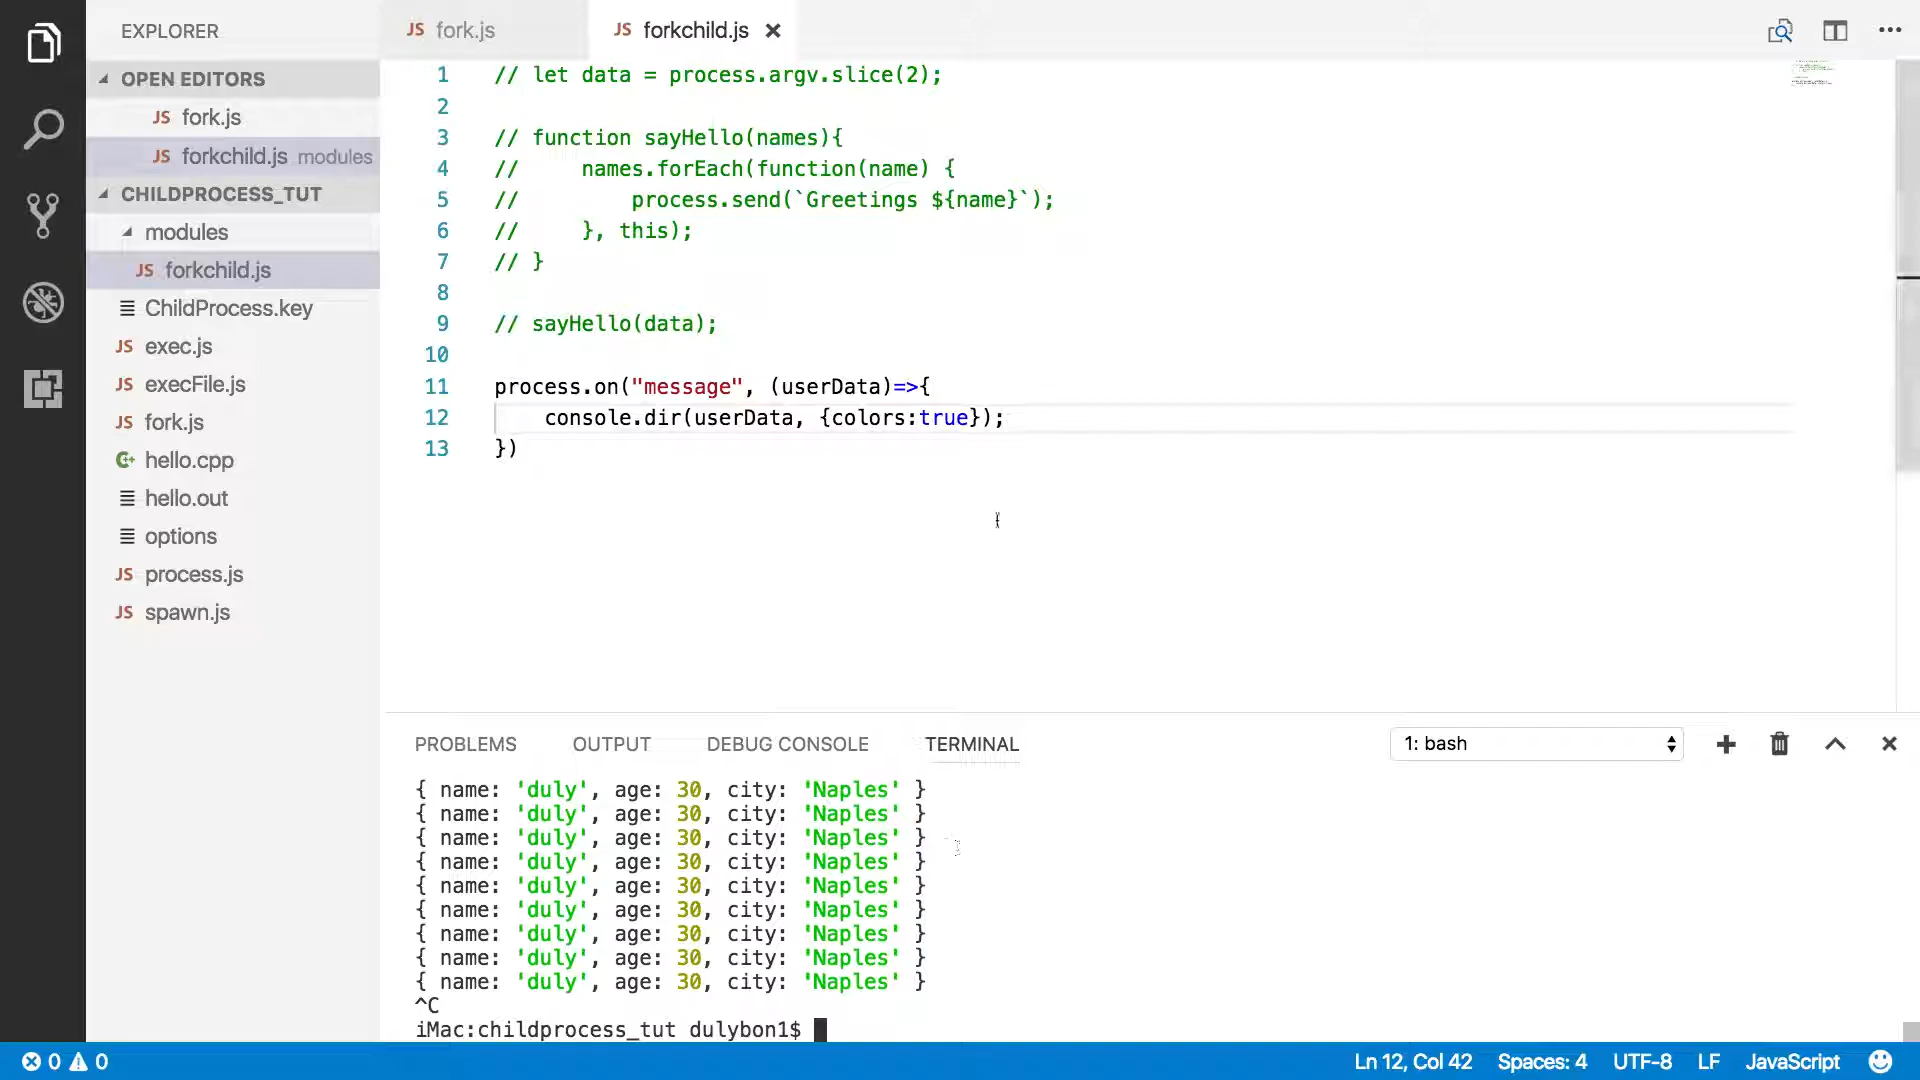 EXPLORER
OPEN EDITORS
JS fork.js
JS forkchild.js modules
CHILDPROCESS_TUT
modules
JS forkchild.js
ChildProcess.key
JS exec.js
JS execFile.js
JS fork.js
C+ hello.cpp
hello.out
options
JS process.js
JS spawn.js
JS fork.js
JS forkchild.js
1 // let data = process.argv.slice(2);
2
3 // function sayHello(names){
4 //     names.forEach(function(name) {
5 //         process.send(`Greetings ${name}`);
6 //     }, this);
7 // }
8
9 // sayHello(data);
10
11 process.on("message", (userData)=>{
12     console.dir(userData, {colors:true});
13 })
PROBLEMS OUTPUT DEBUG CONSOLE TERMINAL 1: bash
{ name: 'duly', age: 30, city: 'Naples' }
{ name: 'duly', age: 30, city: 'Naples' }
{ name: 'duly', age: 30, city: 'Naples' }
{ name: 'duly', age: 30, city: 'Naples' }
{ name: 'duly', age: 30, city: 'Naples' }
{ name: 'duly', age: 30, city: 'Naples' }
{ name: 'duly', age: 30, city: 'Naples' }
{ name: 'duly', age: 30, city: 'Naples' }
{ name: 'duly', age: 30, city: 'Naples' }
^C
iMac:childprocess_tut dulybon1$
0 0 Ln 12, Col 42 Spaces: 4 UTF-8 LF JavaScript